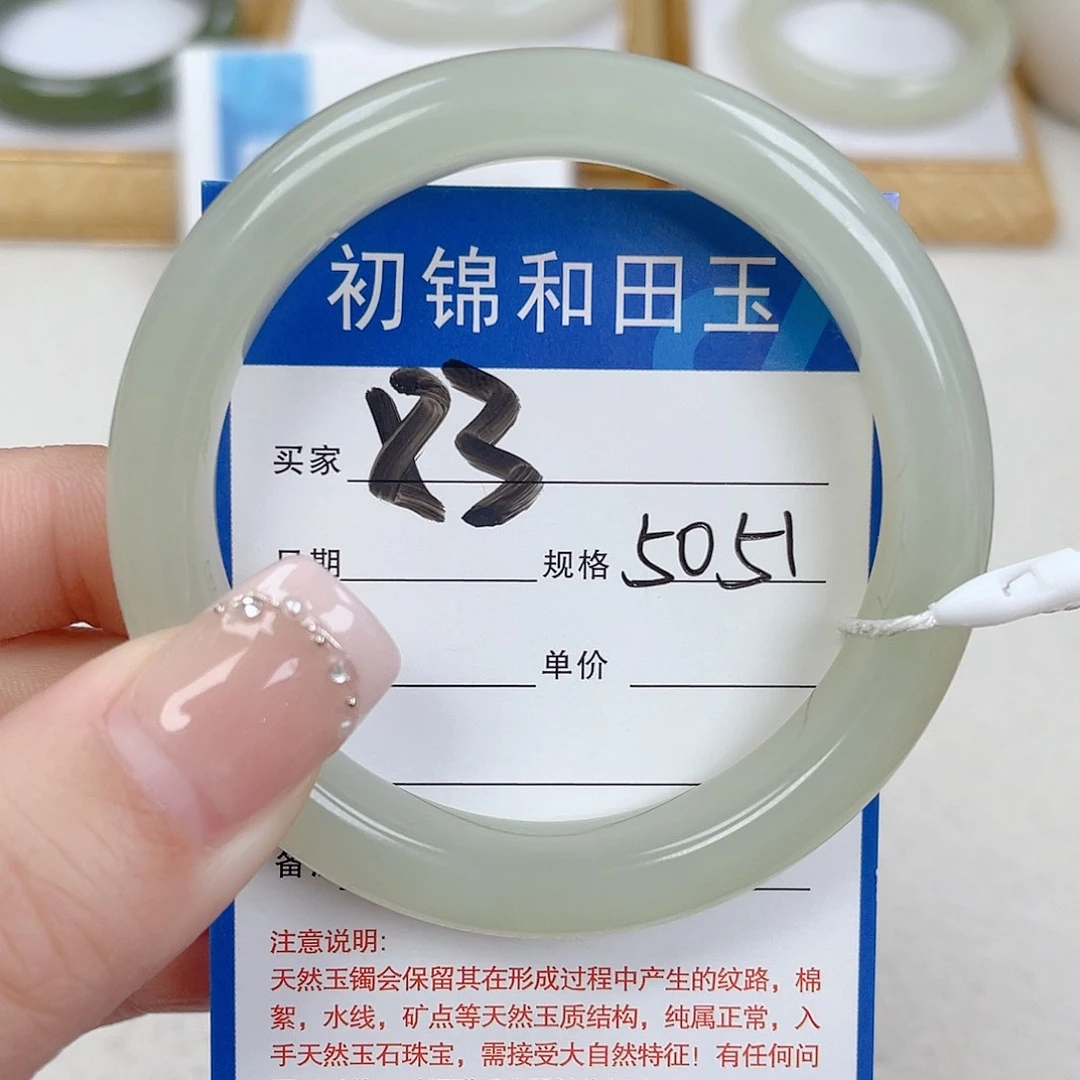 初锦和田玉
买家
期 规格 5051
单价
注意说明:
天然玉镯会保留其在形成过程中产生的纹路，棉
絮，水线，矿点等天然玉质结构，纯属正常，入
手天然玉石珠宝，需接受大自然特征！有任何问